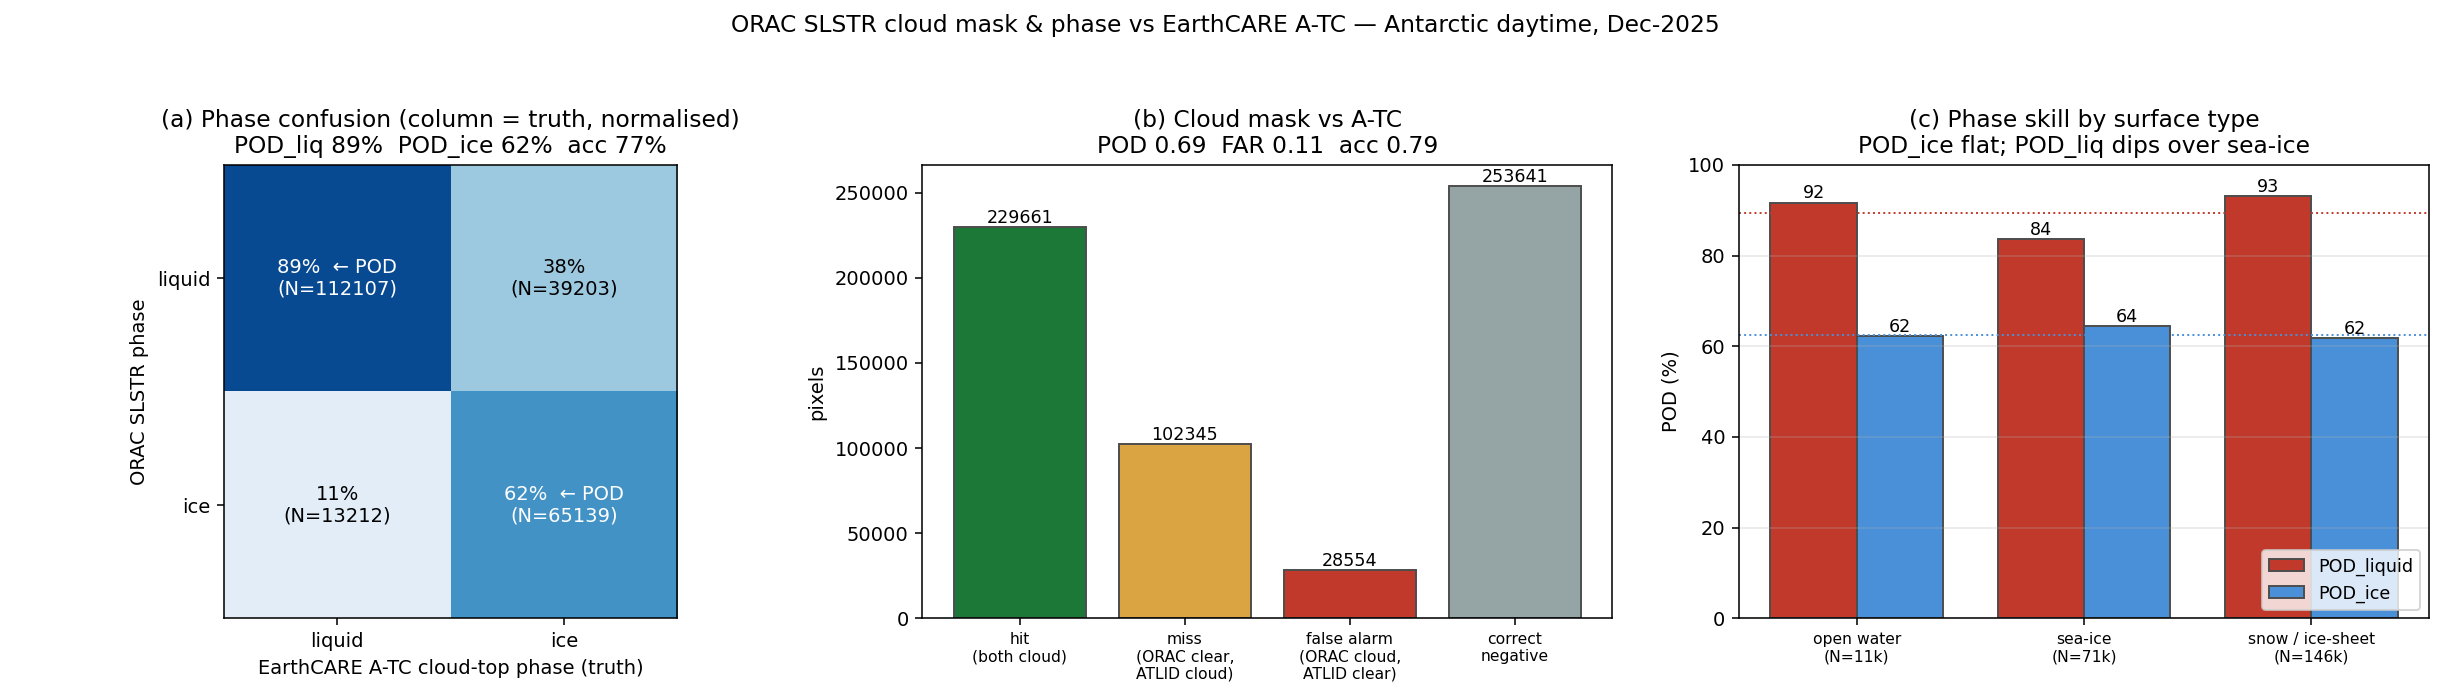 ORAC SLSTR cloud mask & phase vs EarthCARE A-TC — Antarctic daytime, Dec-2025
(a) Phase confusion (column = truth, normalised)
POD_liq 89%  POD_ice 62%  acc 77%
ORAC SLSTR phase
liquid
ice
89%  ← POD
(N=112107)
38%
(N=39203)
11%
(N=13212)
62%  ← POD
(N=65139)
liquid
ice
EarthCARE A-TC cloud-top phase (truth)
(b) Cloud mask vs A-TC
POD 0.69  FAR 0.11  acc 0.79
pixels
250000
200000
150000
100000
50000
0
229661
102345
28554
253641
hit
(both cloud)
miss
(ORAC clear,
ATLID cloud)
false alarm
(ORAC cloud,
ATLID clear)
correct
negative
(c) Phase skill by surface type
POD_ice flat; POD_liq dips over sea-ice
POD (%)
100
80
60
40
20
0
92
62
84
64
93
62
POD_liquid
POD_ice
open water
(N=11k)
sea-ice
(N=71k)
snow / ice-sheet
(N=146k)